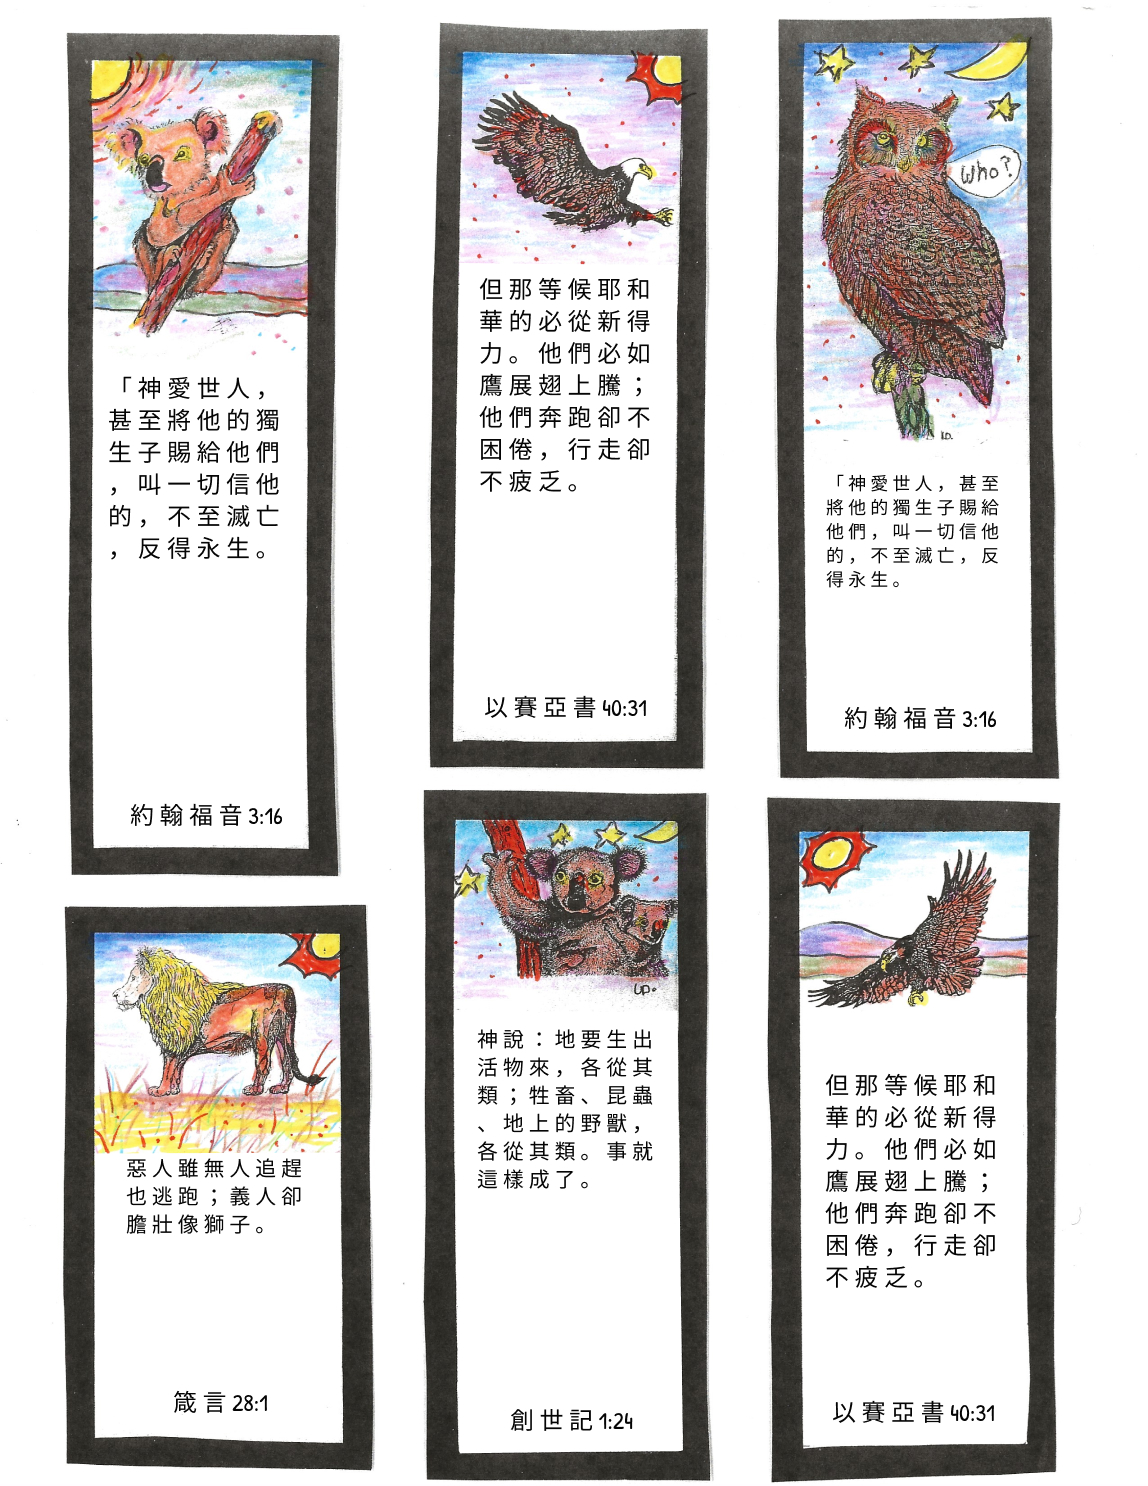 「神愛世人，
甚至將他的獨
生子賜給他們
，叫一切信他
的，不至滅亡
，反得永生。
約翰福音 3:16
但那等候耶和
華的必從新得
力。他們必如
鷹展翅上騰；
他們奔跑卻不
困倦，行走卻
不疲乏。
以賽亞書 40:31
Who?
LD.
「神愛世人，甚至
將他的獨生子賜給
他們，叫一切信他
的，不至滅亡，反
得永生。
約翰福音 3:16
惡人雖無人追趕
也逃跑；義人卻
膽壯像獅子。
箴言 28:1
LD.
神說：地要生出
活物來，各從其
類；牲畜、昆蟲
、地上的野獸，
各從其類。事就
這樣成了。
創世記 1:24
但那等候耶和
華的必從新得
力。他們必如
鷹展翅上騰；
他們奔跑卻不
困倦，行走卻
不疲乏。
以賽亞書 40:31